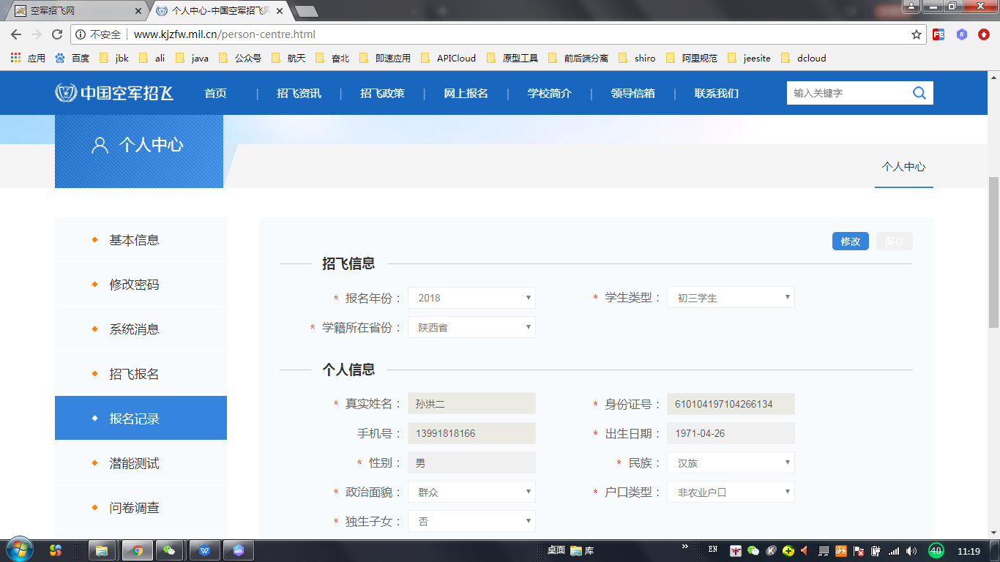 空军招飞网
个人中心-中国空军招飞网
不安全 www.kjzfw.mil.cn/person-centre.html
应用 百度 jbk ali java 公众号 航天 奋北 即速应用 APICloud 原型工具 前后端分离 shiro 阿里规范 jeesite dcloud
中国空军招飞 首页 | 招飞资讯 | 招飞政策 | 网上报名 | 学校简介 | 领导信箱 | 联系我们 输入关键字
个人中心
个人中心
基本信息
修改密码
系统消息
招飞报名
报名记录
潜能测试
问卷调查
修改 保存
招飞信息
* 报名年份： 2018 * 学生类型： 初三学生
* 学籍所在省份： 陕西省
个人信息
* 真实姓名： 孙洪二 * 身份证号： 610104197104266134
手机号： 13991818166 * 出生日期： 1971-04-26
* 性别： 男 * 民族： 汉族
* 政治面貌： 群众 * 户口类型： 非农业户口
* 独生子女： 否
桌面 库 » EN 40 11:19